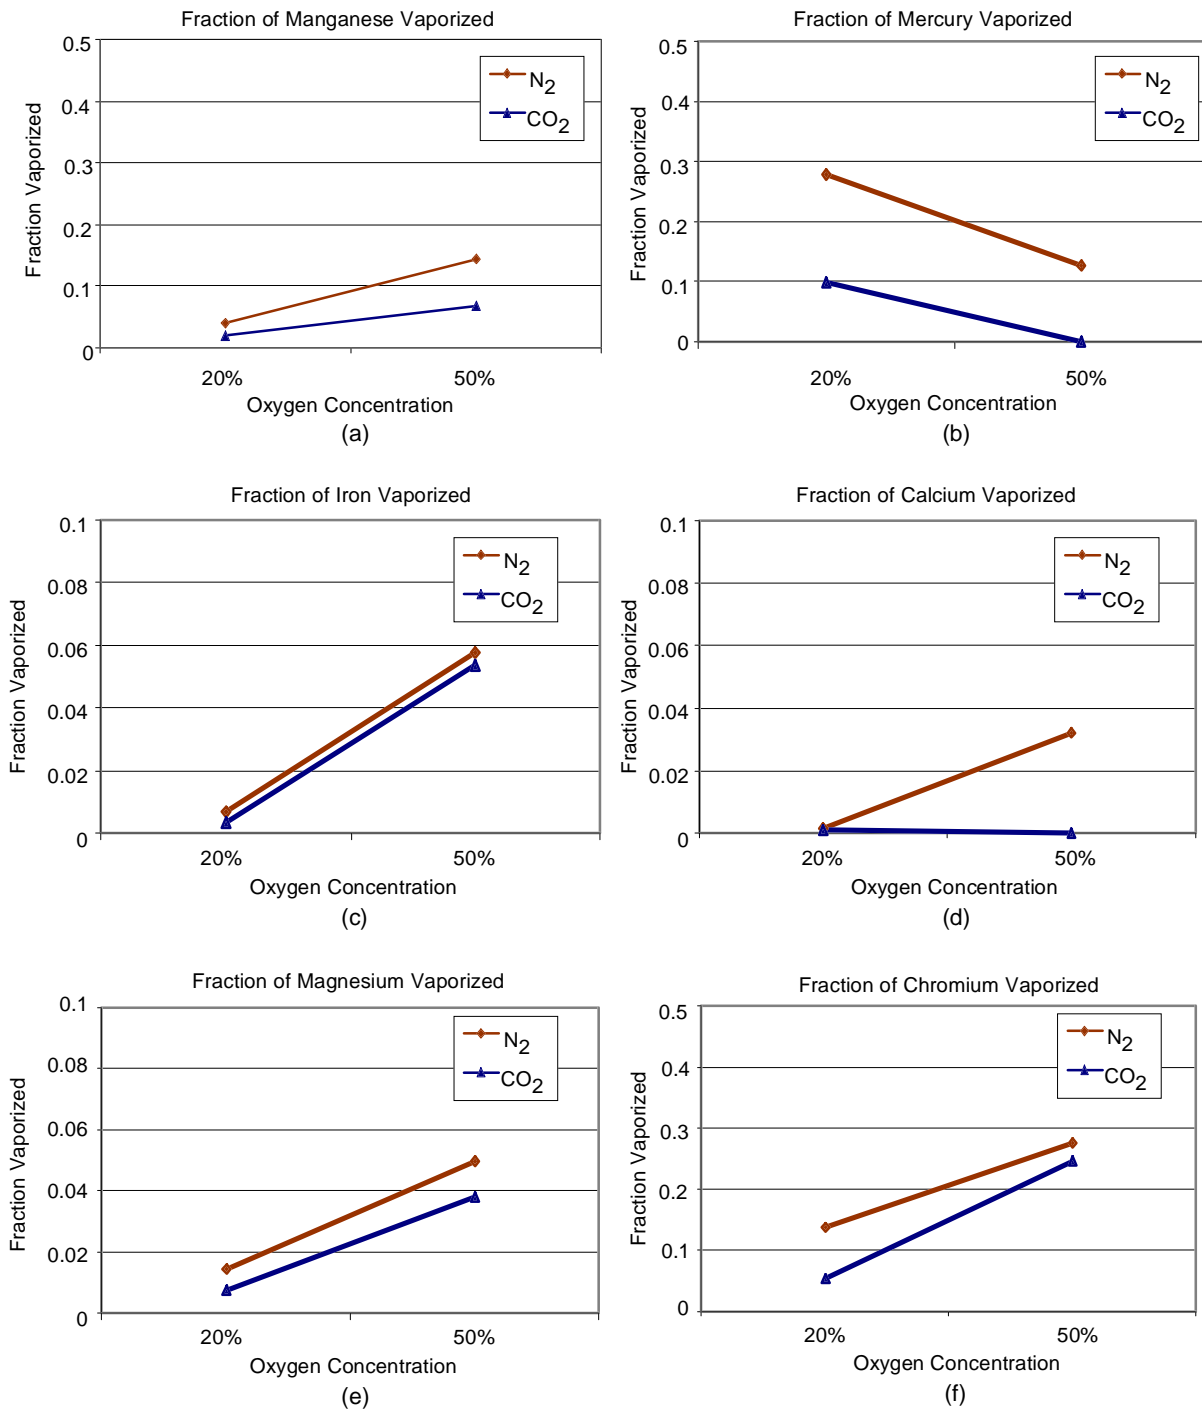 Fraction of Manganese Vaporized
0.5
0.4
0.3
0.2
0.1
0
Fraction Vaporized
N2
CO2
20%
50%
Oxygen Concentration
(a)
Fraction of Mercury Vaporized
0.5
0.4
0.3
0.2
0.1
0
Fraction Vaporized
N2
CO2
20%
50%
Oxygen Concentration
(b)
Fraction of Iron Vaporized
0.1
0.08
0.06
0.04
0.02
0
Fraction Vaporized
N2
CO2
20%
50%
Oxygen Concentration
(c)
Fraction of Calcium Vaporized
0.1
0.08
0.06
0.04
0.02
0
Fraction Vaporized
N2
CO2
20%
50%
Oxygen Concentration
(d)
Fraction of Magnesium Vaporized
0.1
0.08
0.06
0.04
0.02
0
Fraction Vaporized
N2
CO2
20%
50%
Oxygen Concentration
(e)
Fraction of Chromium Vaporized
0.5
0.4
0.3
0.2
0.1
0
Fraction Vaporized
N2
CO2
20%
50%
Oxygen Concentration
(f)